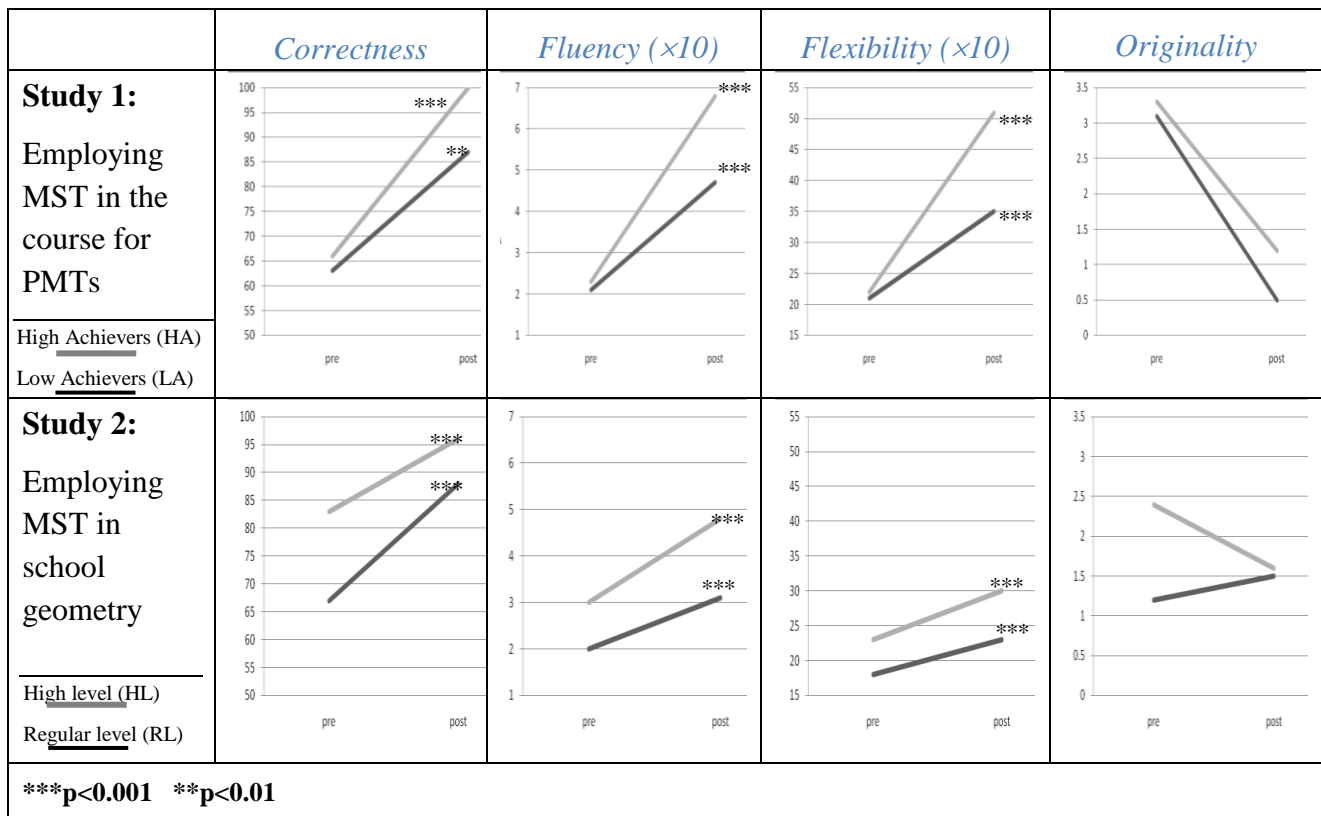 Correctness
Fluency (×10)
Flexibility (×10)
Originality
Study 1:
Employing
MST in the
course for
PMTs
High Achievers (HA)
Low Achievers (LA)
100
95
90
85
80
75
70
65
60
55
50
pre
post
***
**
7
6
5
4
3
2
1
pre
post
***
***
55
50
45
40
35
30
25
20
15
pre
post
***
***
3.5
3
2.5
2
1.5
1
0.5
0
pre
post
Study 2:
Employing
MST in
school
geometry
High level (HL)
Regular level (RL)
100
95
90
85
80
75
70
65
60
55
50
pre
post
***
***
7
6
5
4
3
2
1
pre
post
***
***
55
50
45
40
35
30
25
20
15
pre
post
***
***
3.5
3
2.5
2
1.5
1
0.5
0
pre
post
***p<0.001 **p<0.01